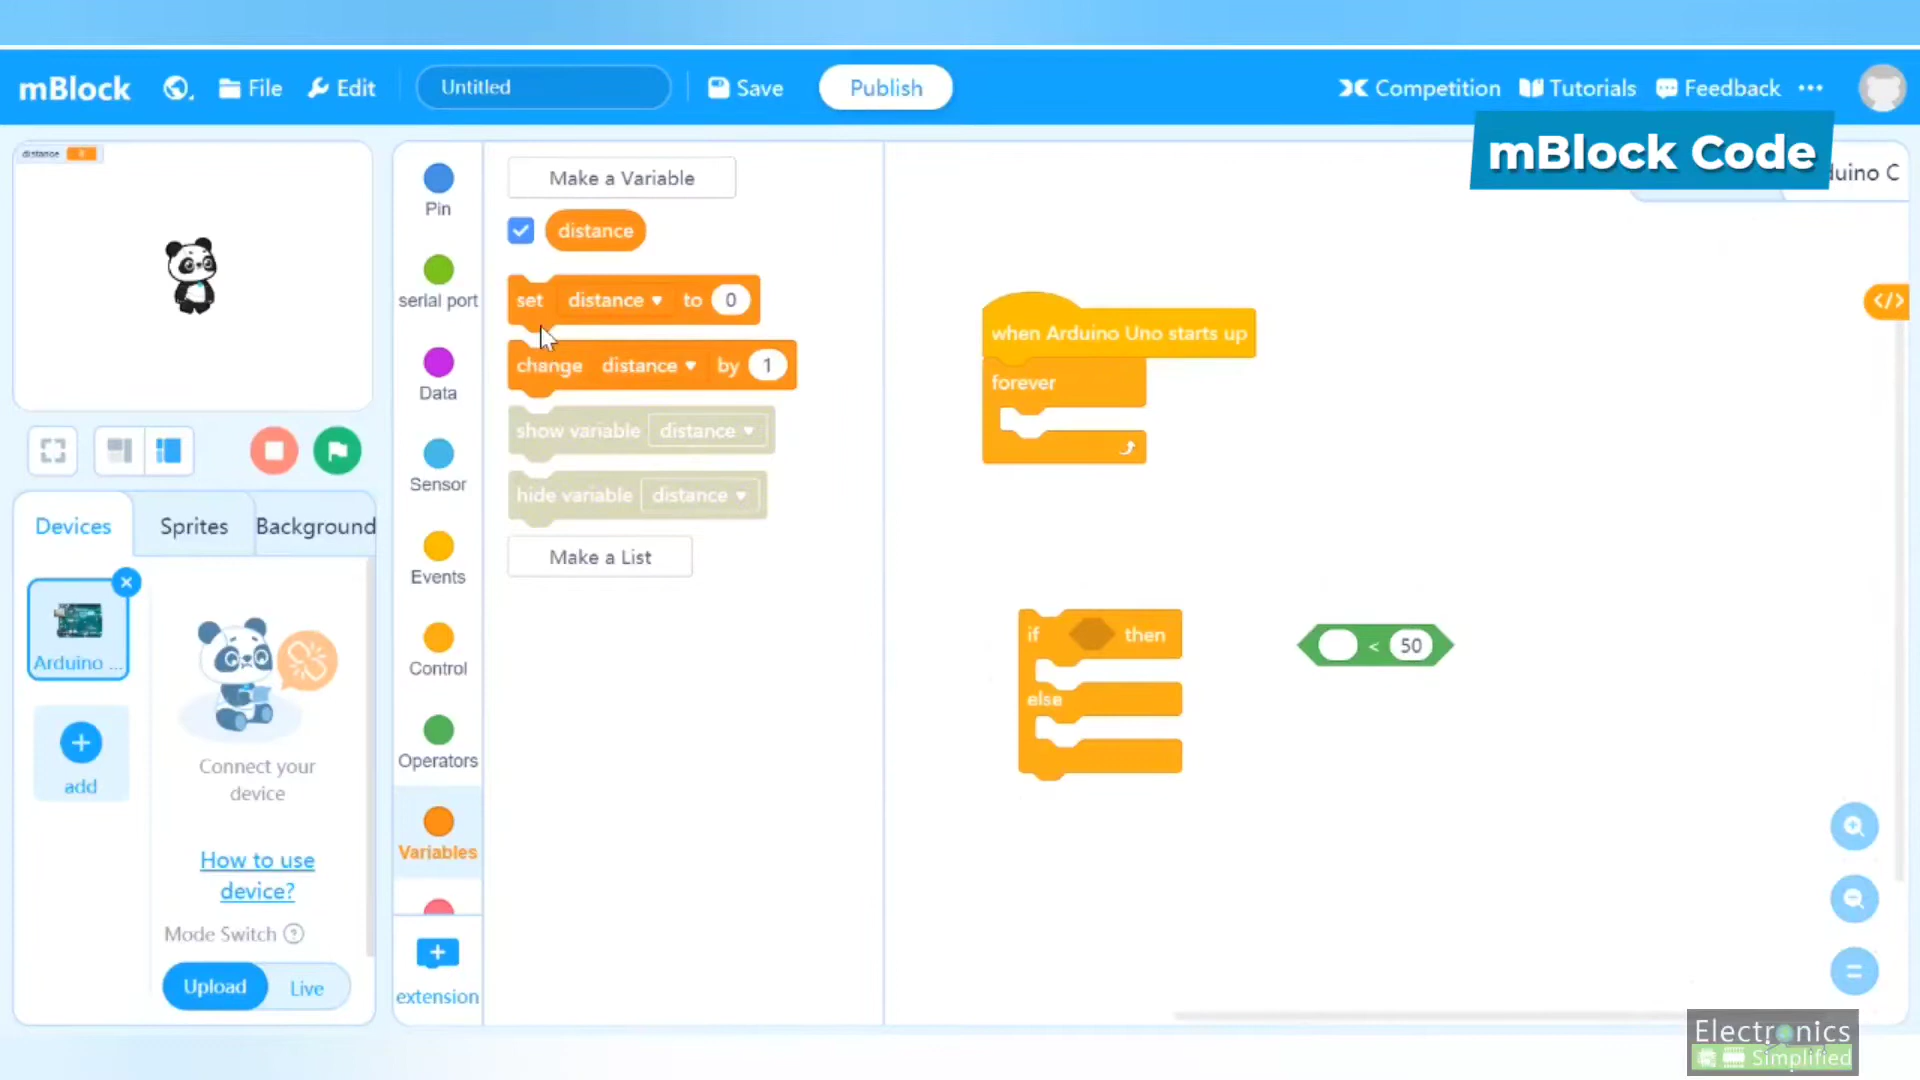 mBlock
File
Edit
Untitled
Save
Publish
Competition
Tutorials
Feedback
mBlock Code
duino C
distance
Pin
serial port
Data
Sensor
Events
Control
Operators
Variables
extension
Make a Variable
distance
set distance to 0
change distance by 1
show variable distance
hide variable distance
Make a List
when Arduino Uno starts up
forever
if then
else
< 50
</>
Devices
Sprites
Background
Arduino ...
add
Connect your
device
How to use
device?
Mode Switch ?
Upload
Live
Electronics
Simplified